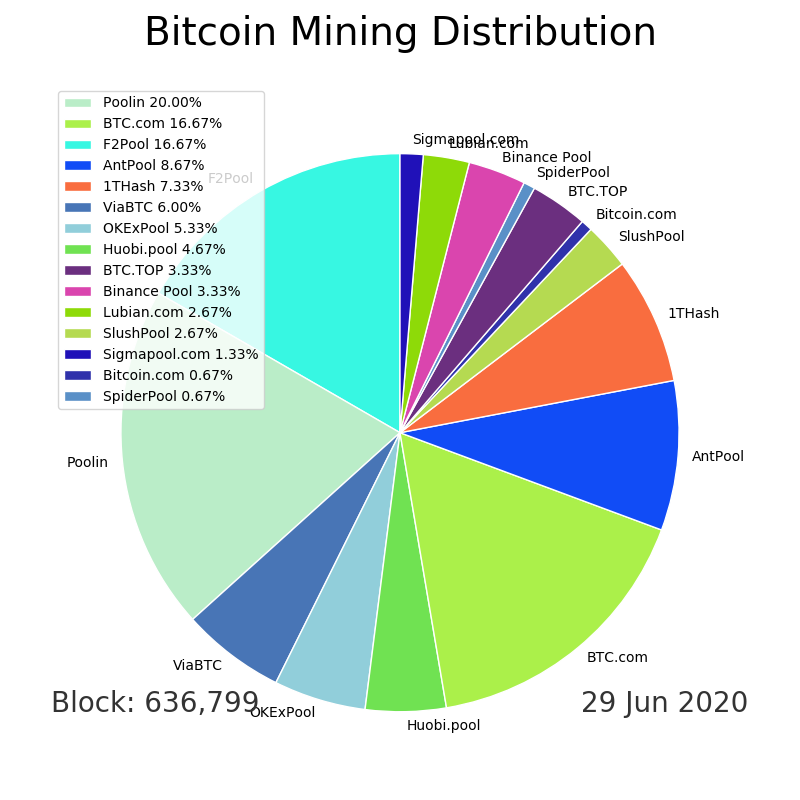 Bitcoin Mining Distribution
Poolin 20.00%
BTC.com 16.67%
F2Pool 16.67%
AntPool 8.67%
1THash 7.33%
ViaBTC 6.00%
OKExPool 5.33%
Huobi.pool 4.67%
BTC.TOP 3.33%
Binance Pool 3.33%
Lubian.com 2.67%
SlushPool 2.67%
Sigmapool.com 1.33%
Bitcoin.com 0.67%
SpiderPool 0.67%
Sigmapool.com
Lubian.com
Binance Pool
SpiderPool
BTC.TOP
Bitcoin.com
SlushPool
1THash
AntPool
BTC.com
Huobi.pool
OKExPool
ViaBTC
Poolin
F2Pool
Block: 636,799
29 Jun 2020